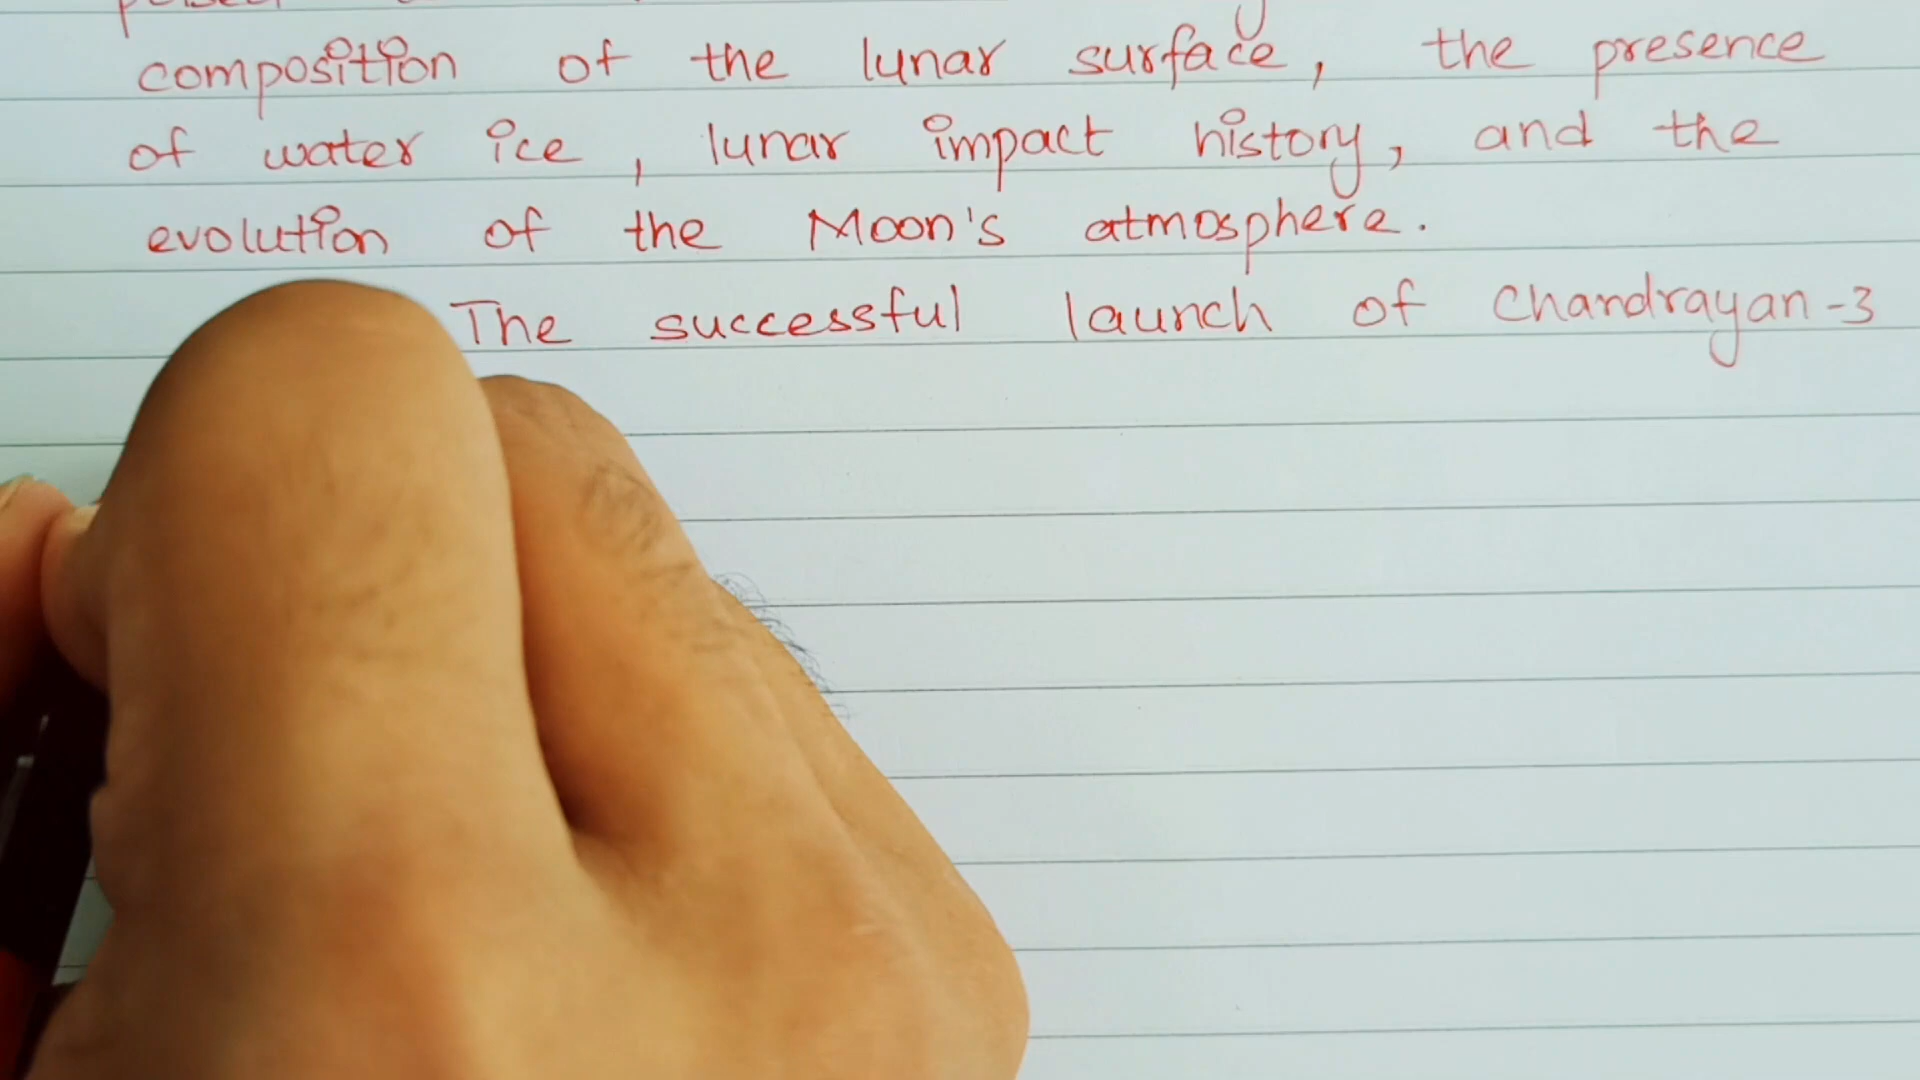 composition of the lunar surface, the presence
of water ice, lunar impact history, and the
evolution of the Moon's atmosphere.
The successful launch of Chandrayan-3